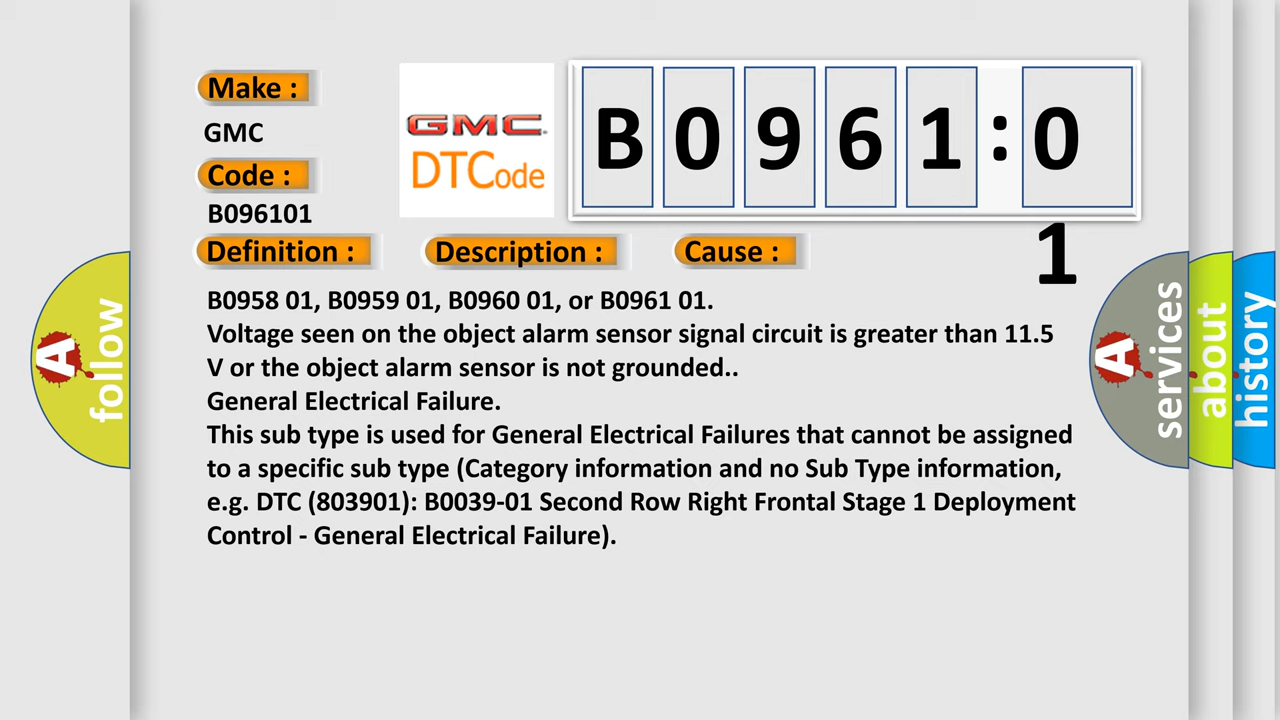 Make :
GMC
Code :
B096101
GMC
DTCode
B0961:0
1
Definition :
Description :
Cause :
B0958 01, B0959 01, B0960 01, or B0961 01.
Voltage seen on the object alarm sensor signal circuit is greater than 11.5
V or the object alarm sensor is not grounded..
General Electrical Failure.
This sub type is used for General Electrical Failures that cannot be assigned
to a specific sub type (Category information and no Sub Type information,
e.g. DTC (803901): B0039-01 Second Row Right Frontal Stage 1 Deployment
Control - General Electrical Failure).
A
follow
A
services
about
history